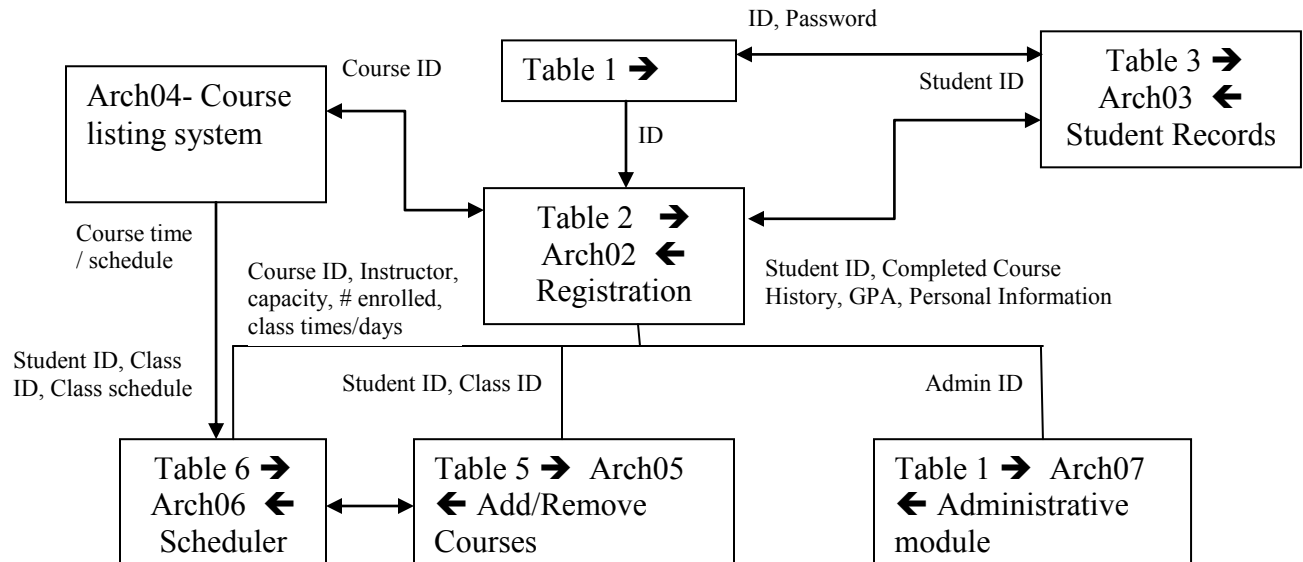 ID, Password
Course ID
Table 1 ➔
Student ID
Table 3 ➔
Arch03 🡸
Student Records
Arch04- Course
listing system
ID
Table 2 ➔
Arch02 🡸
Registration
Course time
/ schedule
Course ID, Instructor,
capacity, # enrolled,
class times/days
Student ID, Completed Course
History, GPA, Personal Information
Student ID, Class
ID, Class schedule
Student ID, Class ID
Admin ID
Table 6 ➔
Arch06 🡸
Scheduler
Table 5 ➔ Arch05
🡸 Add/Remove
Courses
Table 1 ➔ Arch07
🡸 Administrative
module